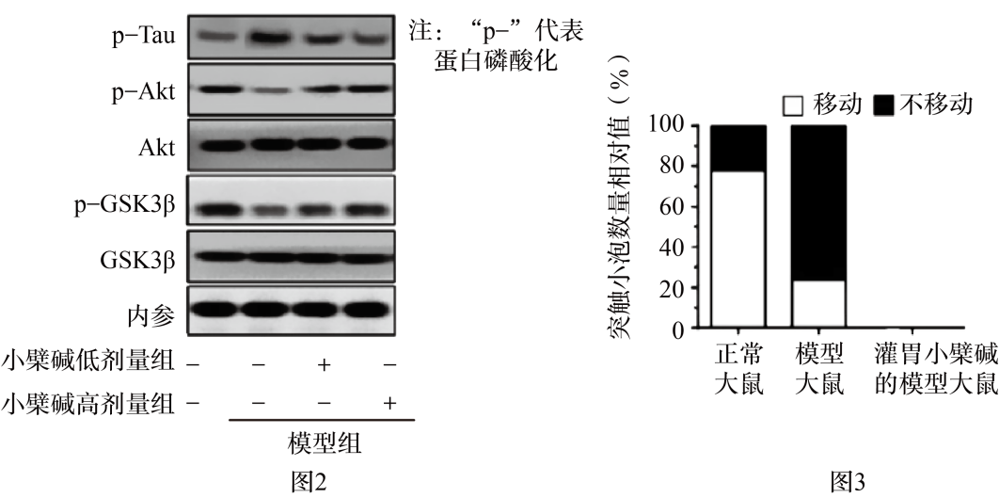 p-Tau
注：“p-”代表
蛋白磷酸化
p-Akt
Akt
p-GSK3β
GSK3β
内参
小檗碱低剂量组 - - + -
小檗碱高剂量组 - - - +
模型组
图2
突触小泡数量相对值（%）
移动 不移动
100
80
60
40
20
0
正常 模型 灌胃小檗碱
大鼠 大鼠 的模型大鼠
图3